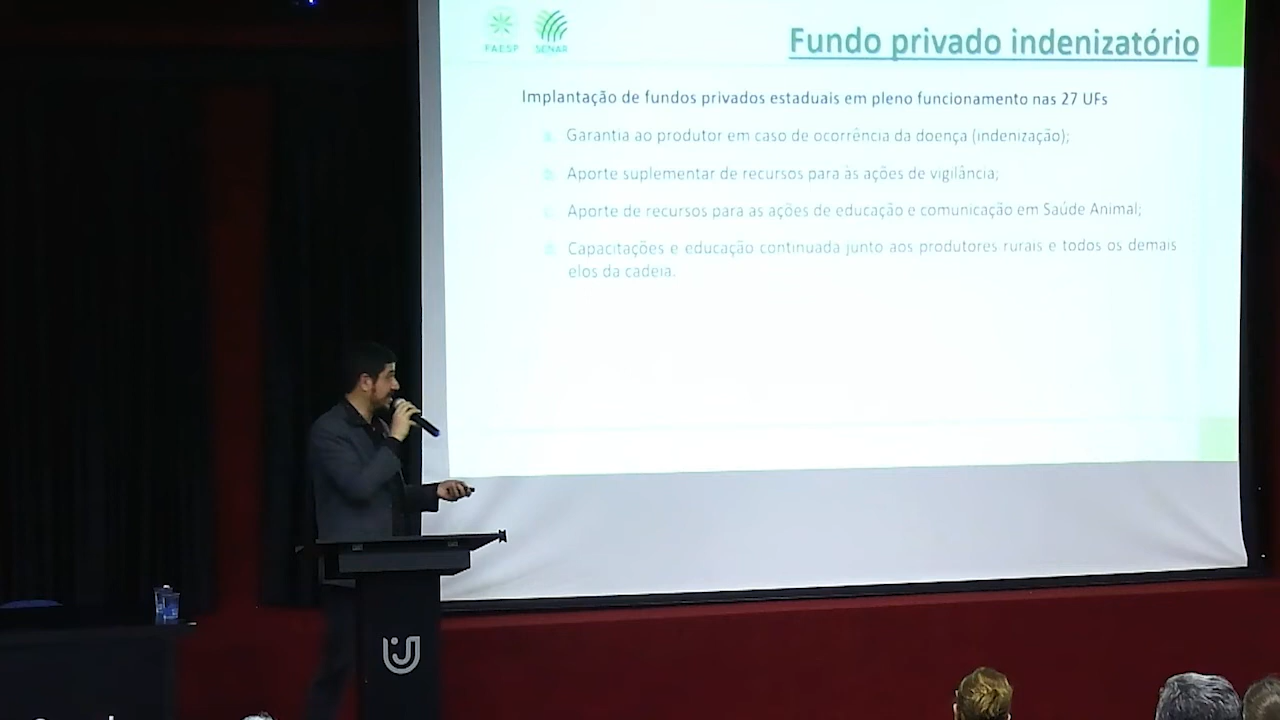 FAESP SENAR
Fundo privado indenizatório
Implantação de fundos privados estaduais em pleno funcionamento nas 27 UFs
a. Garantia ao produtor em caso de ocorrência da doença (indenização);
b. Aporte suplementar de recursos para às ações de vigilância;
c. Aporte de recursos para as ações de educação e comunicação em Saúde Animal;
d. Capacitações e educação continuada junto aos produtores rurais e todos os demais
elos da cadeia.